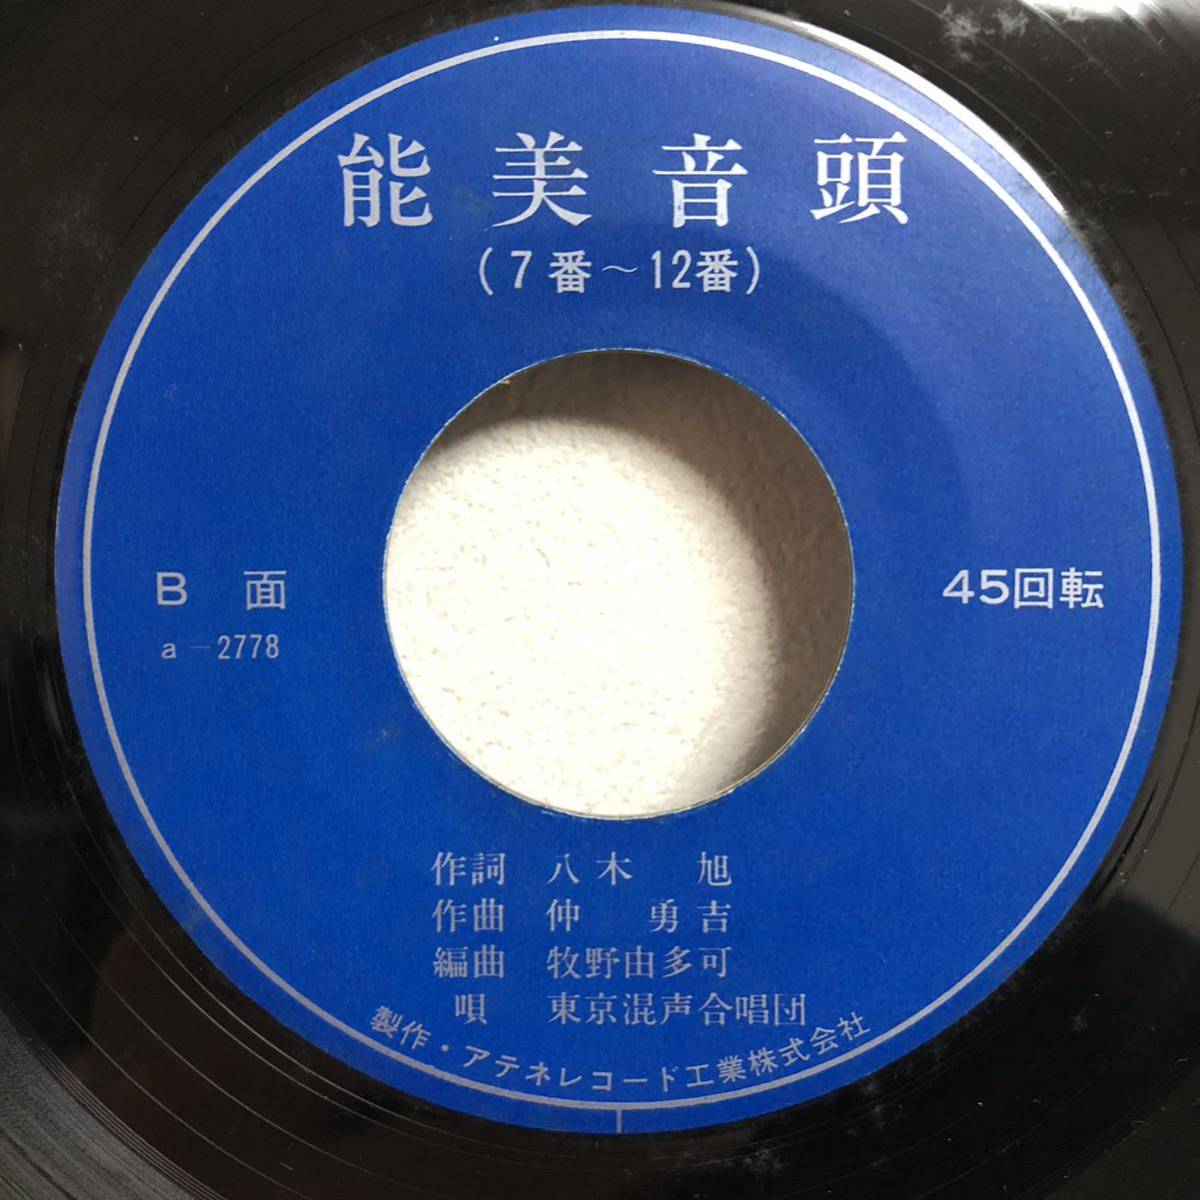 能美音頭
(7番～12番)
B面
a-2778
45回転
作詞 八木 旭
作曲 仲 勇吉
編曲 牧野由多可
唄 東京混声合唱団
製作・アテネレコード工業株式会社